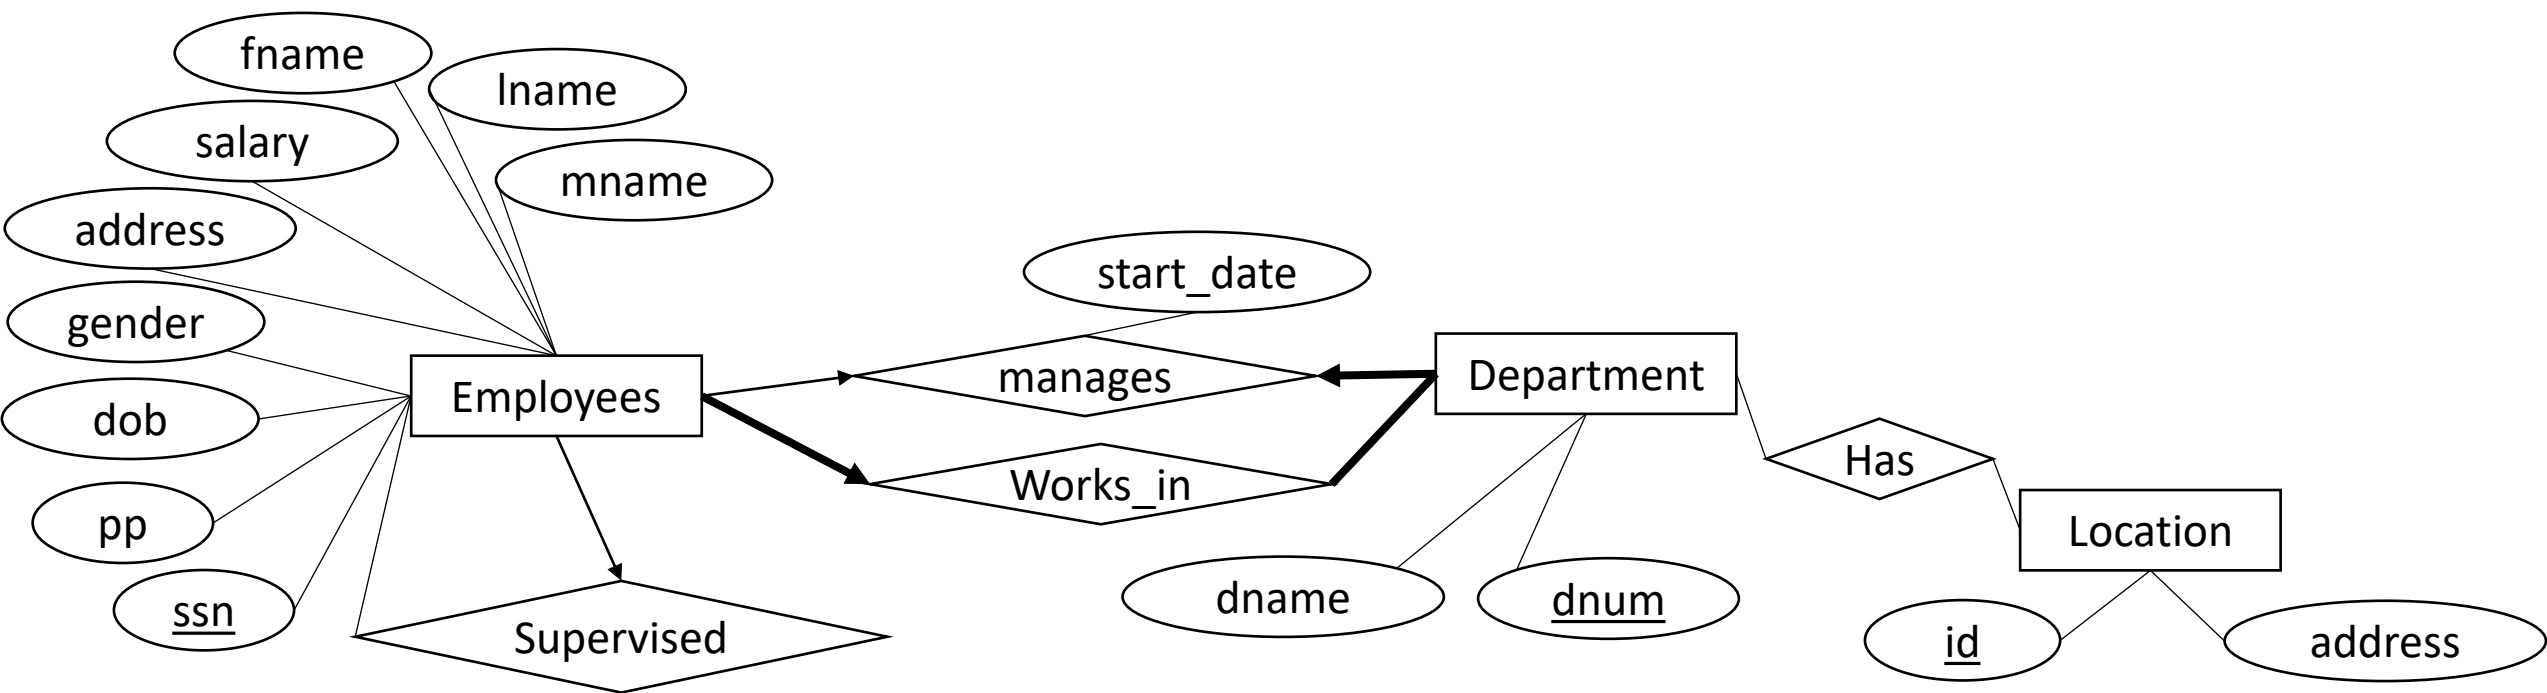 fname
lname
salary
mname
address
start_date
gender
Employees
manages
Department
dob
Works_in
Has
pp
Location
ssn
Supervised
dname
dnum
id
address